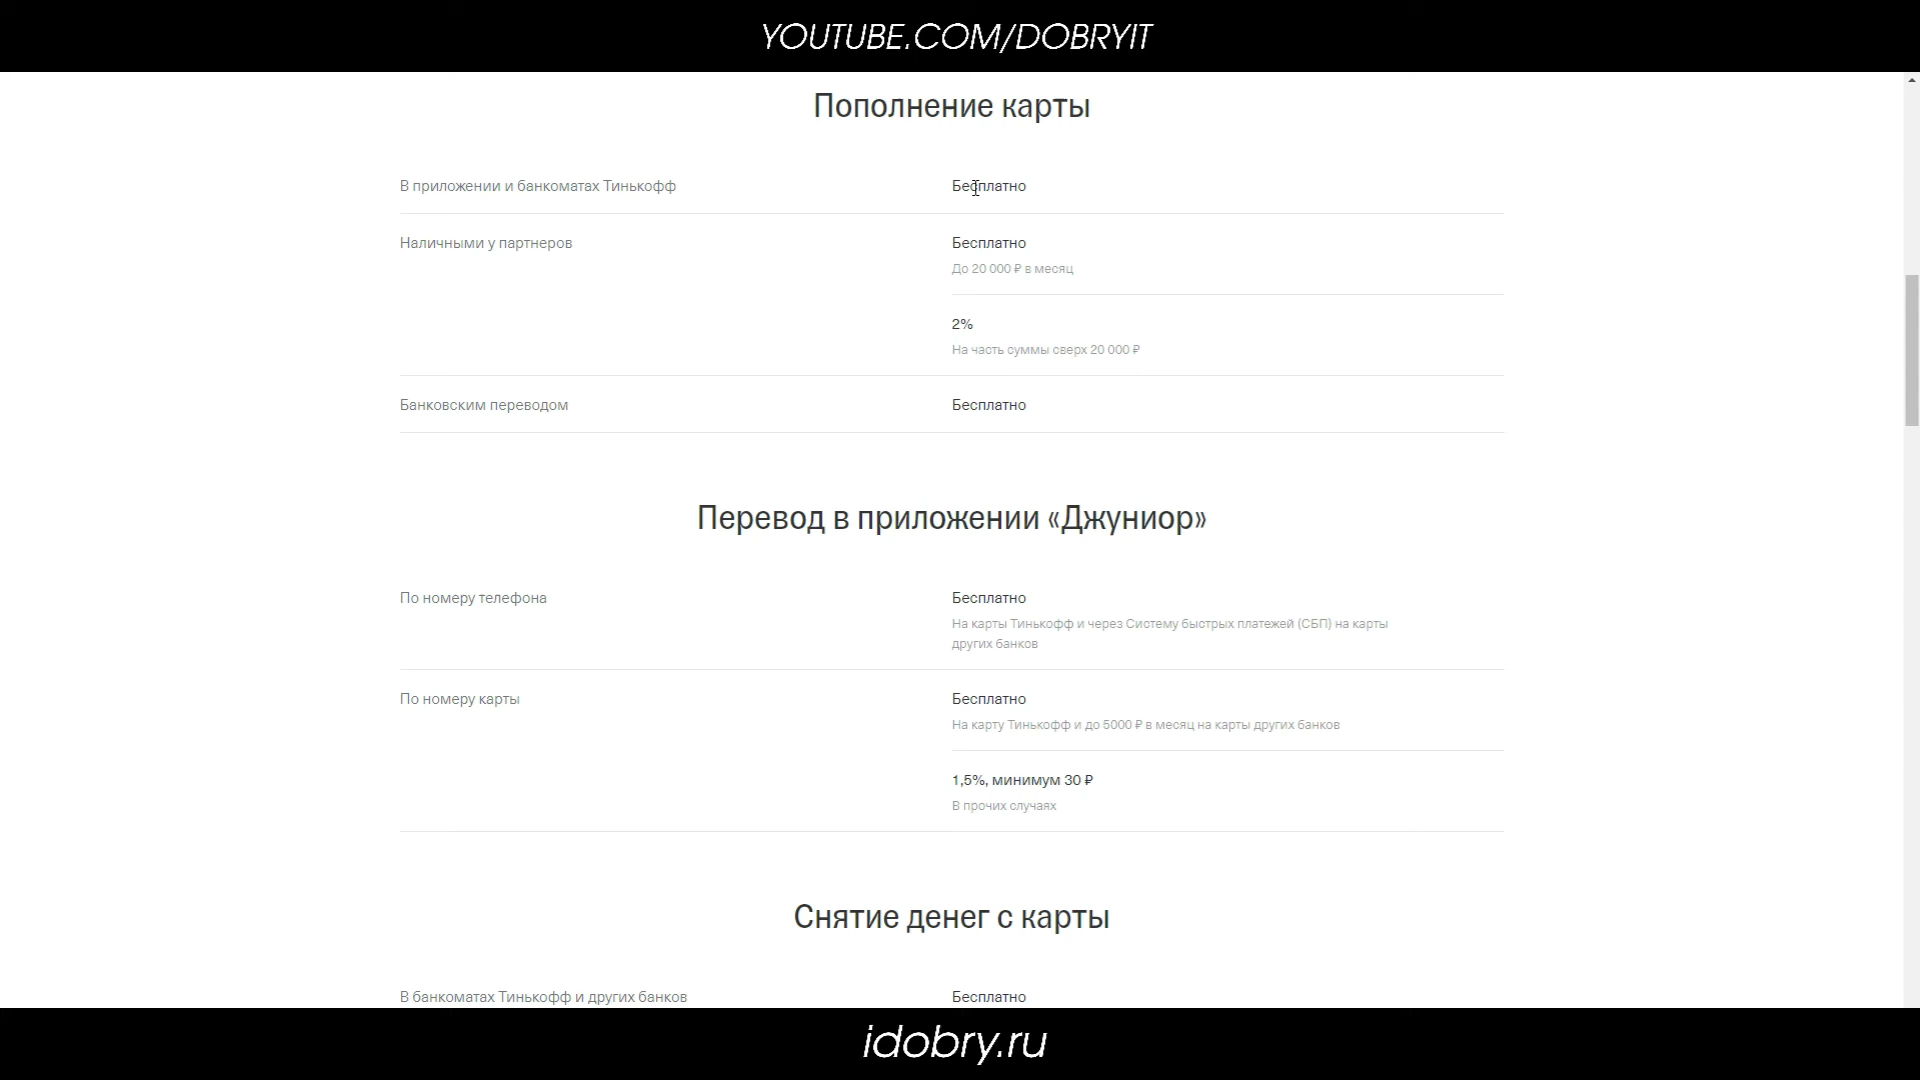 YOUTUBE.COM/DOBRYIT
Пополнение карты
В приложении и банкоматах Тинькофф
Бесплатно
Наличными у партнеров
Бесплатно
До 20 000 ₽ в месяц
2%
На часть суммы сверх 20 000 ₽
Банковским переводом
Бесплатно
Перевод в приложении «Джуниор»
По номеру телефона
Бесплатно
На карты Тинькофф и через Систему быстрых платежей (СБП) на карты
других банков
По номеру карты
Бесплатно
На карту Тинькофф и до 5000 ₽ в месяц на карты других банков
1,5%, минимум 30 ₽
В прочих случаях
Снятие денег с карты
В банкоматах Тинькофф и других банков
Бесплатно
idobry.ru